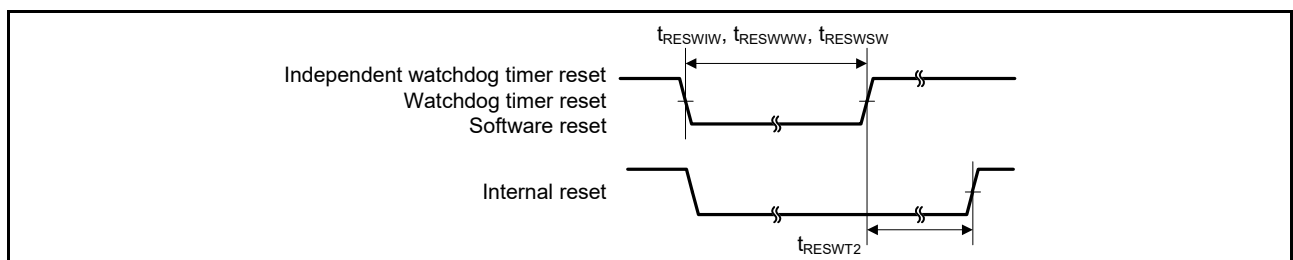 tRESWIW, tRESWWW, tRESWSW
Independent watchdog timer reset
Watchdog timer reset
Software reset
Internal reset
tRESWT2